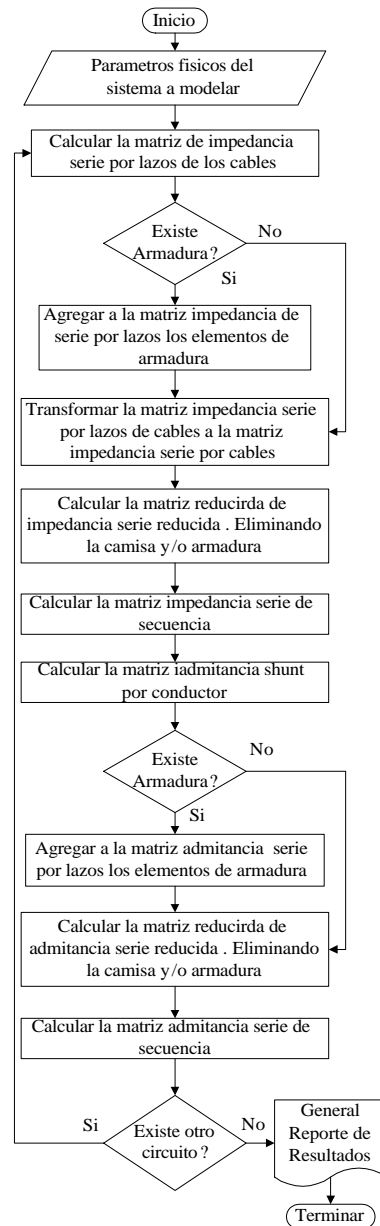 Inicio
Parametros fisicos del
sistema a modelar
Calcular la matriz de impedancia
serie por lazos de los cables
Existe
Armadura?
No
Si
Agregar a la matriz impedancia de
serie por lazos los elementos de
armadura
Transformar la matriz impedancia serie
por lazos de cables a la matriz
impedancia serie por cables
Calcular la matriz reducirda de
impedancia serie reducida . Eliminando
la camisa y/o armadura
Calcular la matriz impedancia serie de
secuencia
Calcular la matriz iadmitancia shunt
por conductor
Existe
Armadura?
No
Si
Agregar a la matriz admitancia serie
por lazos los elementos de armadura
Calcular la matriz reducirda de
admitancia serie reducida . Eliminando
la camisa y/o armadura
Calcular la matriz admitancia serie de
secuencia
Si
Existe otro
circuito ?
No
General
Reporte de
Resultados
Terminar